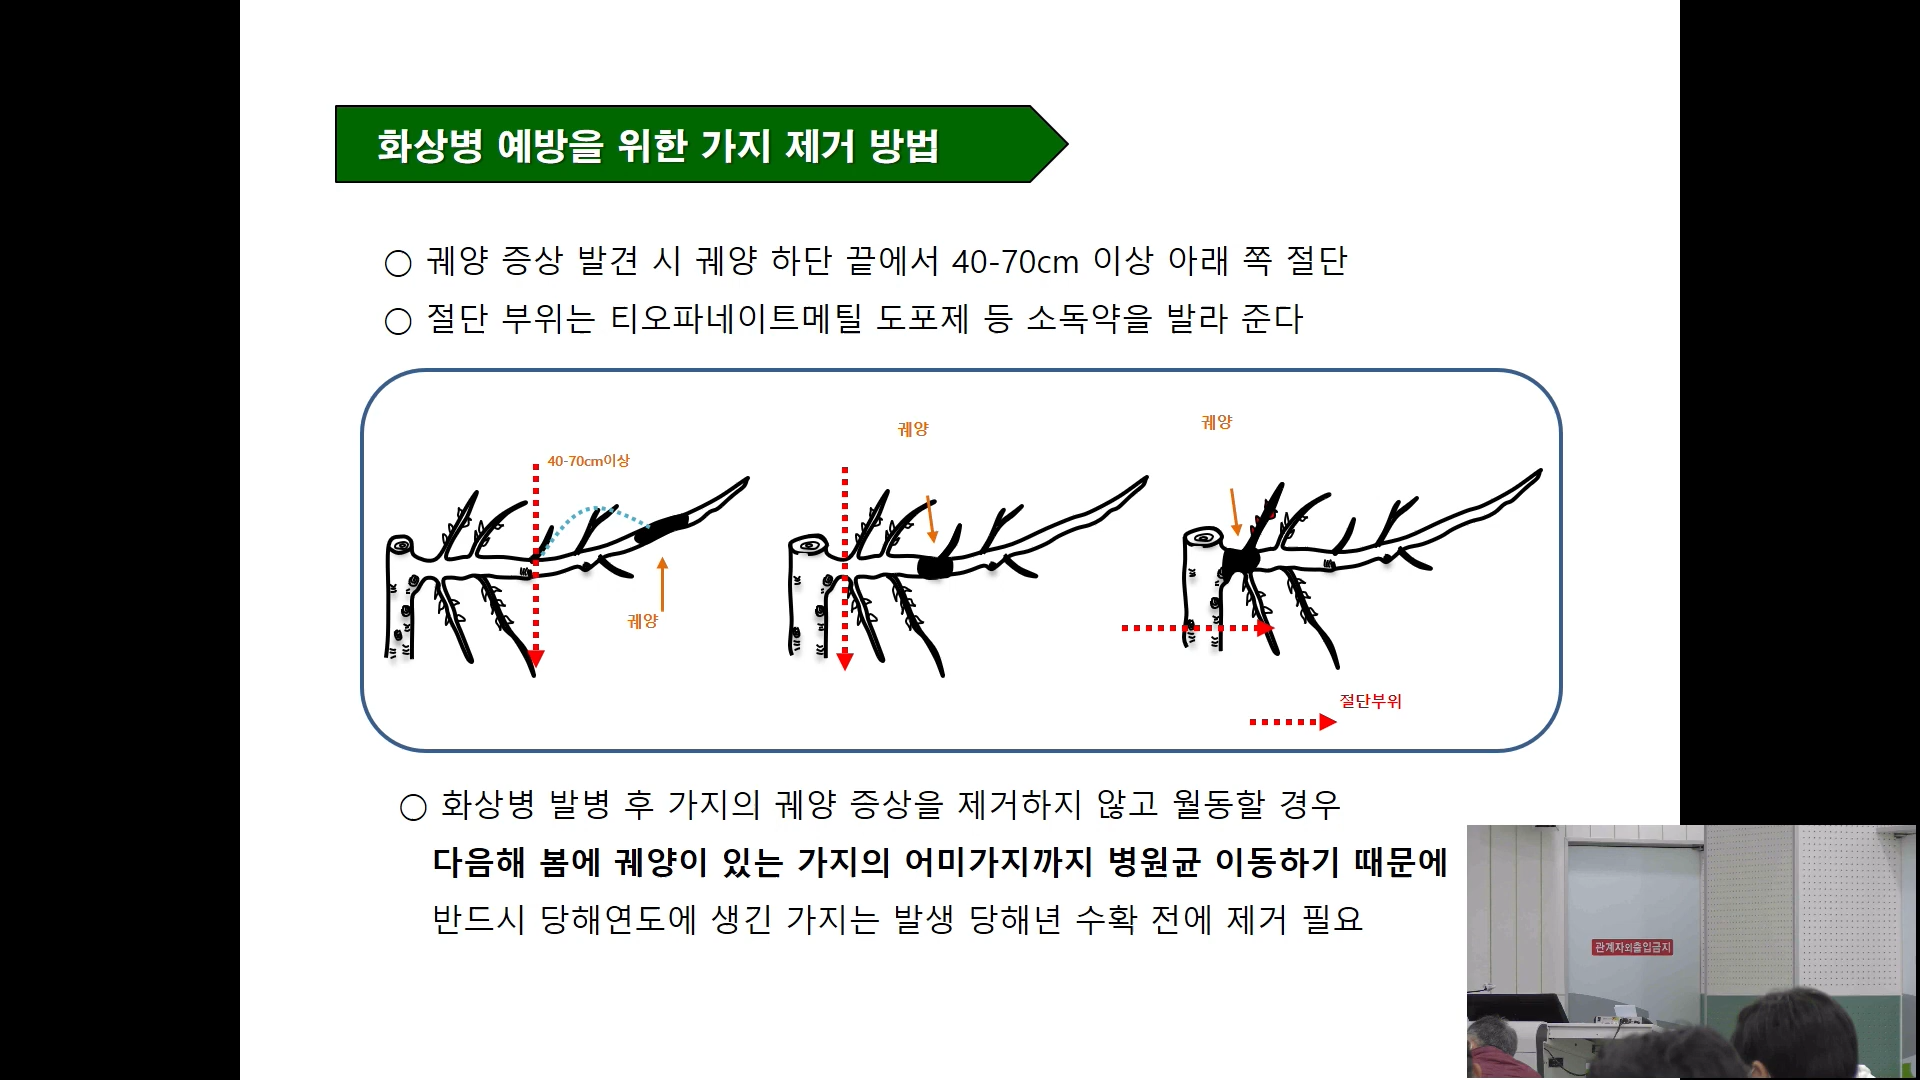 화상병 예방을 위한 가지 제거 방법
○ 궤양 증상 발견 시 궤양 하단 끝에서 40-70cm 이상 아래 쪽 절단
○ 절단 부위는 티오파네이트메틸 도포제 등 소독약을 발라 준다
40-70cm이상
궤양
궤양
궤양
절단부위
○ 화상병 발병 후 가지의 궤양 증상을 제거하지 않고 월동할 경우
다음해 봄에 궤양이 있는 가지의 어미가지까지 병원균 이동하기 때문에
반드시 당해연도에 생긴 가지는 발생 당해년 수확 전에 제거 필요
관계자외출입금지